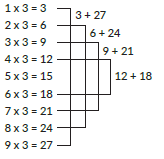 1 x 3 = 3
2 x 3 = 6
3 x 3 = 9
4 x 3 = 12
5 x 3 = 15
6 x 3 = 18
7 x 3 = 21
8 x 3 = 24
9 x 3 = 27
3 + 27
6 + 24
9 + 21
12 + 18